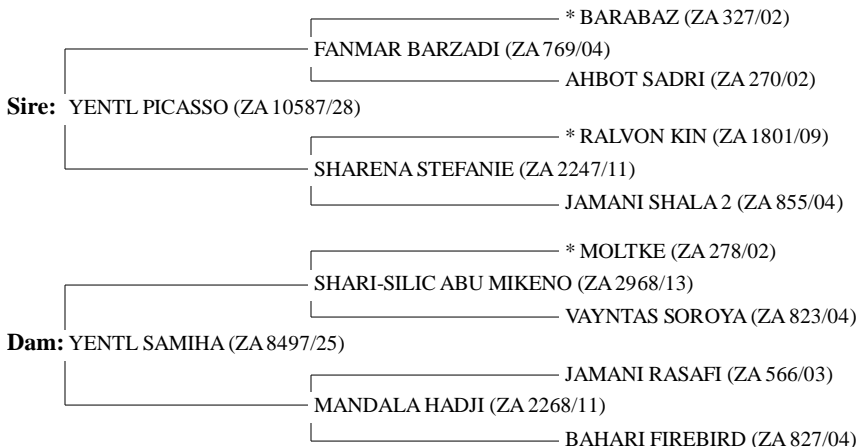 * BARABAZ (ZA 327/02)
FANMAR BARZADI (ZA 769/04)
AHBOT SADRI (ZA 270/02)
Sire: YENTL PICASSO (ZA 10587/28)
* RALVON KIN (ZA 1801/09)
SHARENA STEFANIE (ZA 2247/11)
JAMANI SHALA 2 (ZA 855/04)
* MOLTKE (ZA 278/02)
SHARI-SILIC ABU MIKENO (ZA 2968/13)
VAYNTAS SOROYA (ZA 823/04)
Dam: YENTL SAMIHA (ZA 8497/25)
JAMANI RASAFI (ZA 566/03)
MANDALA HADJI (ZA 2268/11)
BAHARI FIREBIRD (ZA 827/04)